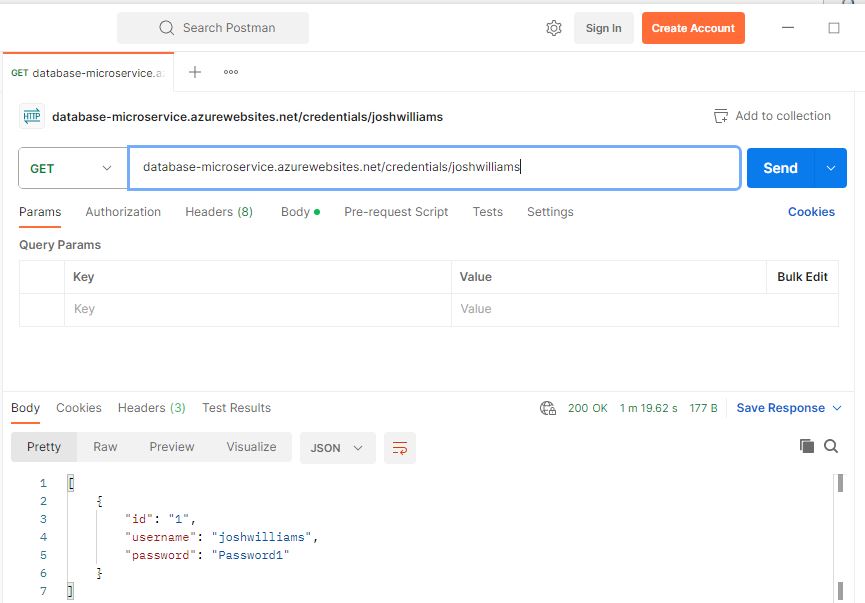 Search Postman
Sign In
Create Account
GET database-microservice.a
database-microservice.azurewebsites.net/credentials/joshwilliams
Add to collection
GET
database-microservice.azurewebsites.net/credentials/joshwilliams
Send
Params Authorization Headers (8) Body Pre-request Script Tests Settings Cookies
Query Params
Key Value Bulk Edit
Key Value
Body Cookies Headers (3) Test Results 200 OK 1 m 19.62 s 177 B Save Response
Pretty Raw Preview Visualize JSON
1 [
2 {
3 "id": "1",
4 "username": "joshwilliams",
5 "password": "Password1"
6 }
7 ]